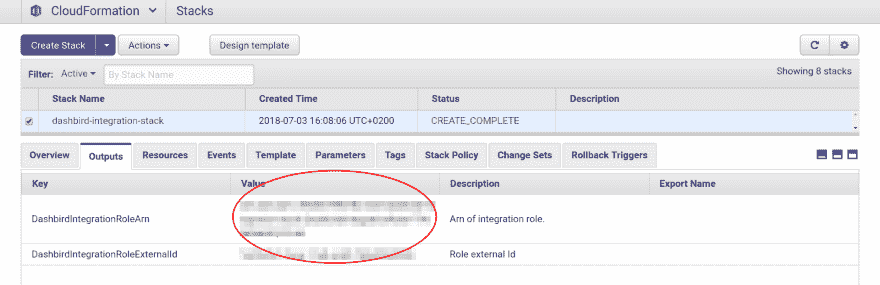 CloudFormation Stacks
Create Stack Actions Design template
Filter: Active By Stack Name Showing 8 stacks
Stack Name Created Time Status Description
dashbird-integration-stack 2018-07-03 16:08:06 UTC+0200 CREATE_COMPLETE
Overview Outputs Resources Events Template Parameters Tags Stack Policy Change Sets Rollback Triggers
Key Value Description Export Name
DashbirdIntegrationRoleArn Arn of integration role.
DashbirdIntegrationRoleExternalId Role external Id